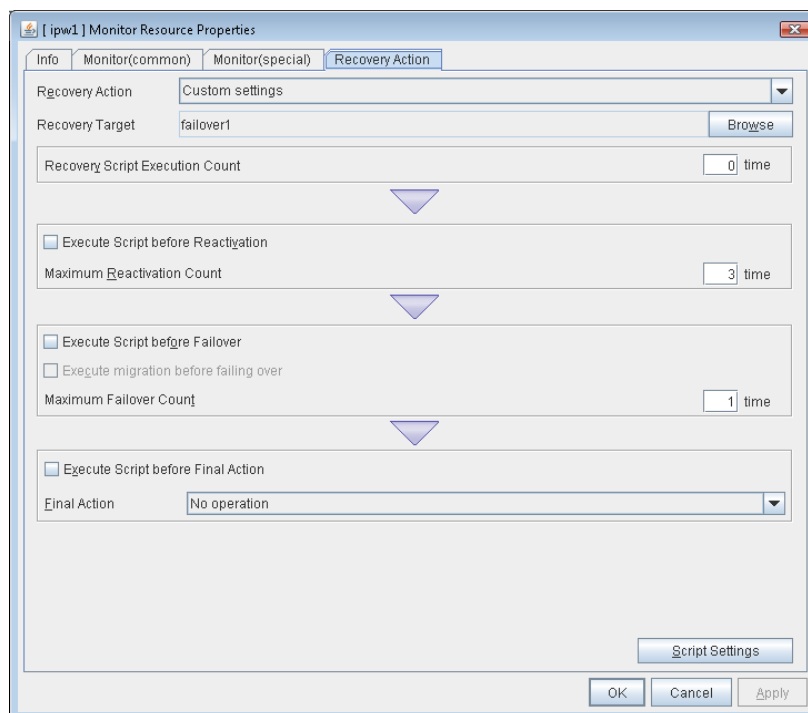 [ ipw1 ] Monitor Resource Properties
Info Monitor(common) Monitor(special) Recovery Action
Recovery Action Custom settings
Recovery Target failover1 Browse
Recovery Script Execution Count 0 time
Execute Script before Reactivation
Maximum Reactivation Count 3 time
Execute Script before Failover
Execute migration before failing over
Maximum Failover Count 1 time
Execute Script before Final Action
Final Action No operation
Script Settings
OK Cancel Apply